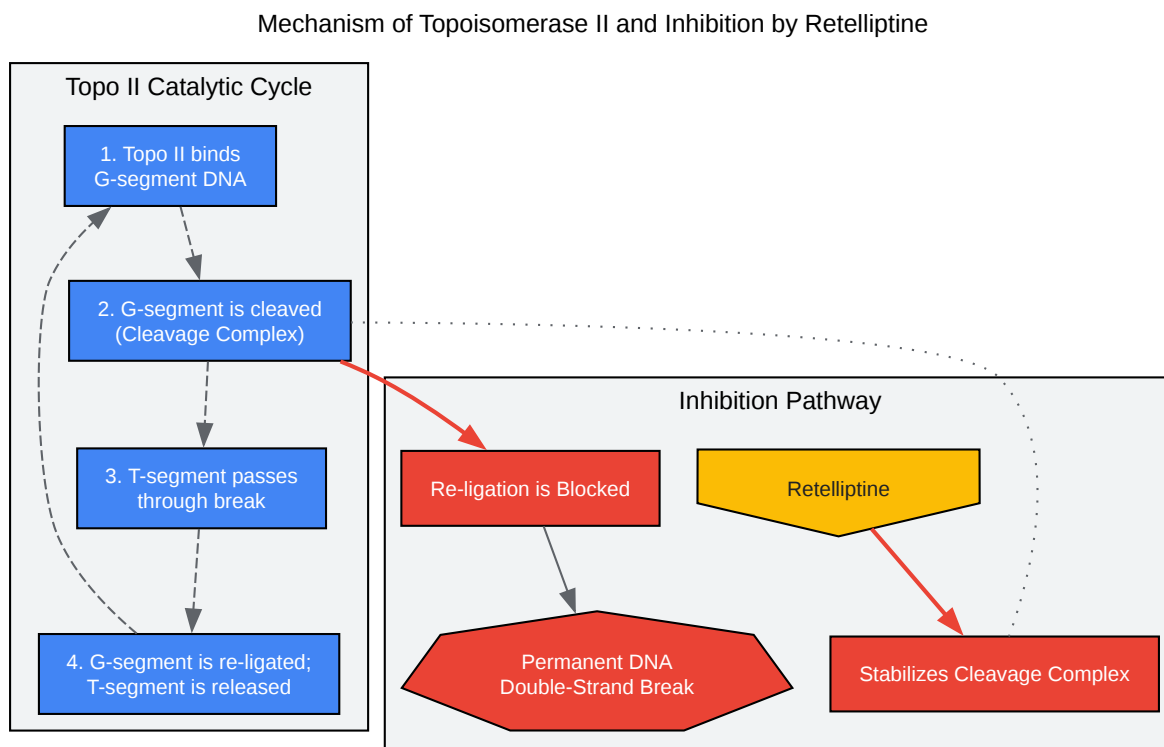 Mechanism of Topoisomerase II and Inhibition by Retelliptine
Topo II Catalytic Cycle
1. Topo II binds
G-segment DNA
2. G-segment is cleaved
(Cleavage Complex)
3. T-segment passes
through break
4. G-segment is re-ligated;
T-segment is released
Inhibition Pathway
Re-ligation is Blocked
Retelliptine
Permanent DNA
Double-Strand Break
Stabilizes Cleavage Complex